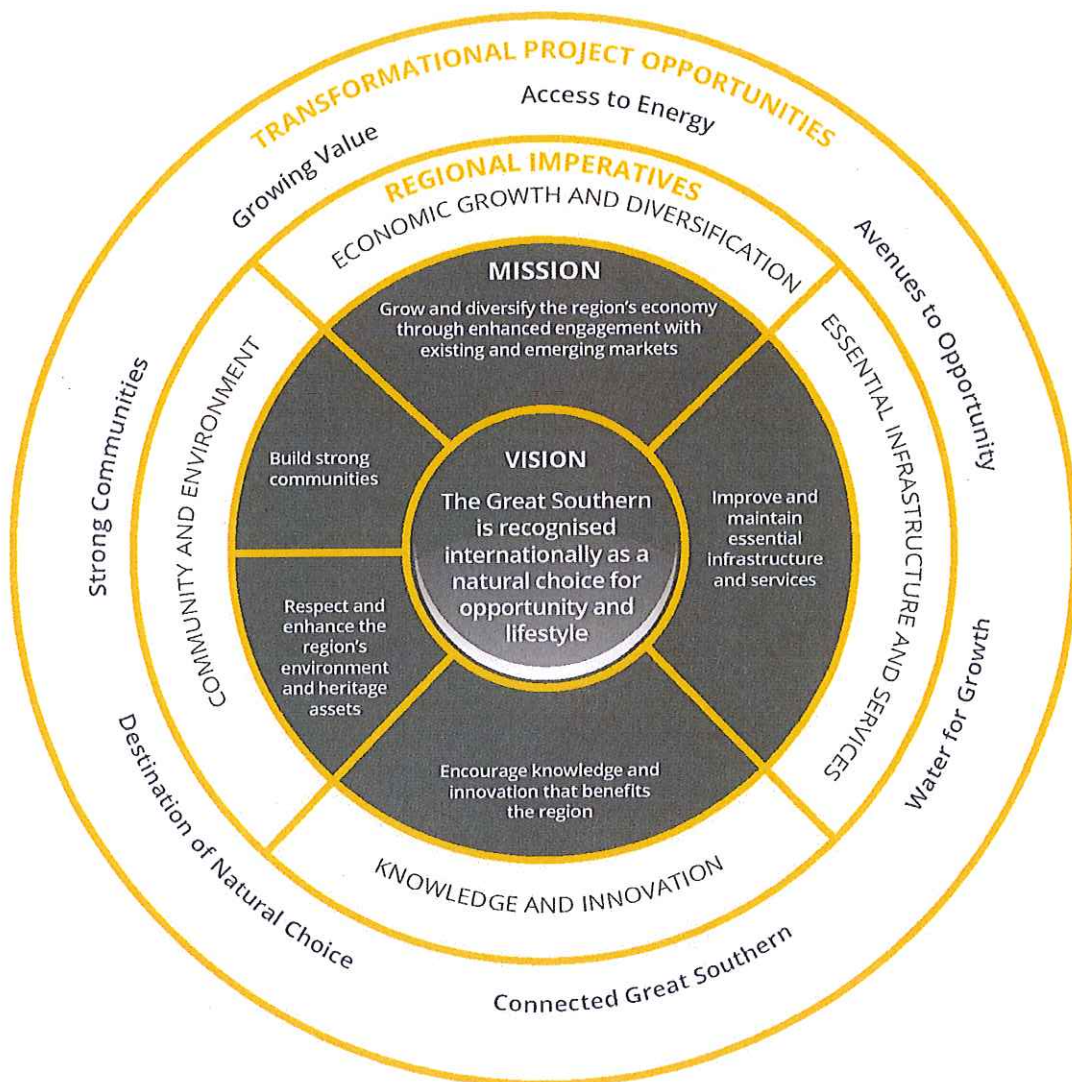 TRANSFORMATIONAL PROJECT OPPORTUNITIES
Growing Value
Access to Energy
Avenues to Opportunity
Water for Growth
Connected Great Southern
Destination of Natural Choice
Strong Communities
REGIONAL IMPERATIVES
ECONOMIC GROWTH AND DIVERSIFICATION
ESSENTIAL INFRASTRUCTURE AND SERVICES
KNOWLEDGE AND INNOVATION
COMMUNITY AND ENVIRONMENT
MISSION
Grow and diversify the region's economy
through enhanced engagement with
existing and emerging markets
Improve and
maintain
essential
infrastructure
and services
Encourage knowledge and
innovation that benefits
the region
Respect and
enhance the
region's
environment
and heritage
assets
Build strong
communities
VISION
The Great Southern
is recognised
internationally as a
natural choice for
opportunity and
lifestyle